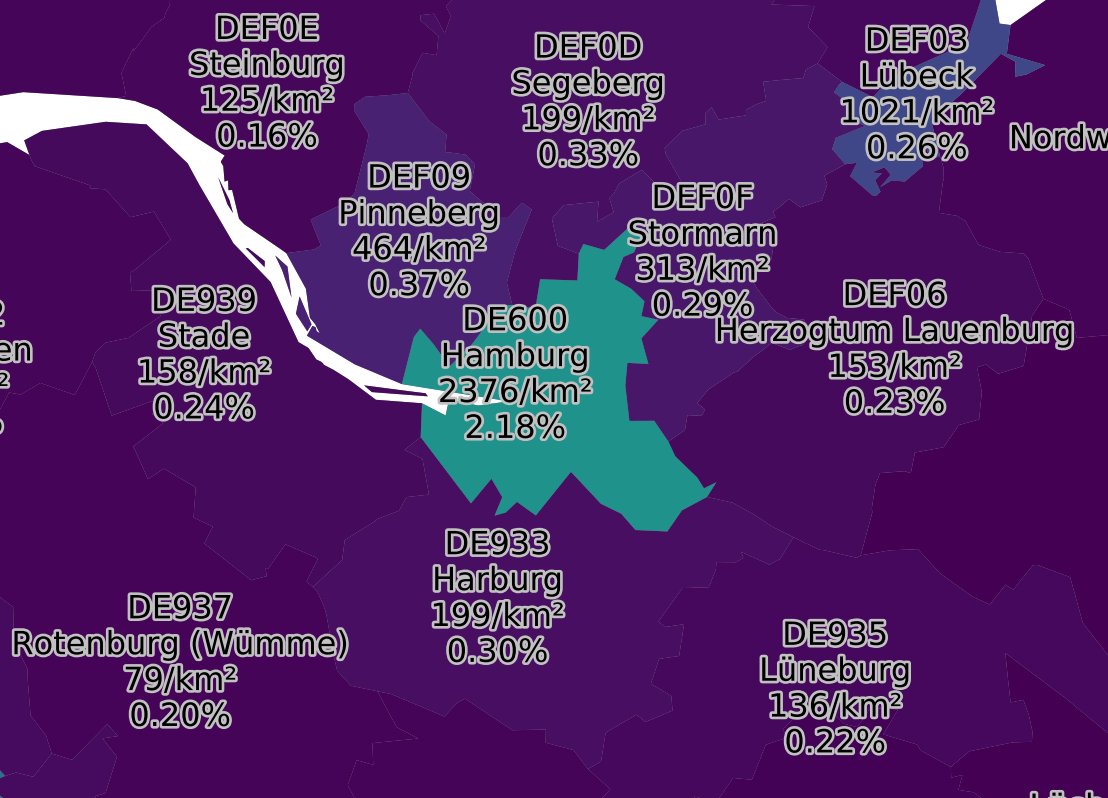 DEF0E
Steinburg
125/km²
0.16%
DEF0D
Segeberg
199/km²
0.33%
DEF03
Lübeck
1021/km²
0.26%
Nordw
DEF09
Pinneberg
464/km²
0.37%
DEF0F
Stormarn
313/km²
0.29%
DE939
Stade
158/km²
0.24%
en
DE600
Hamburg
2376/km²
2.18%
DEF06
Herzogtum Lauenburg
153/km²
0.23%
DE933
Harburg
199/km²
0.30%
DE937
Rotenburg (Wümme)
79/km²
0.20%
DE935
Lüneburg
136/km²
0.22%